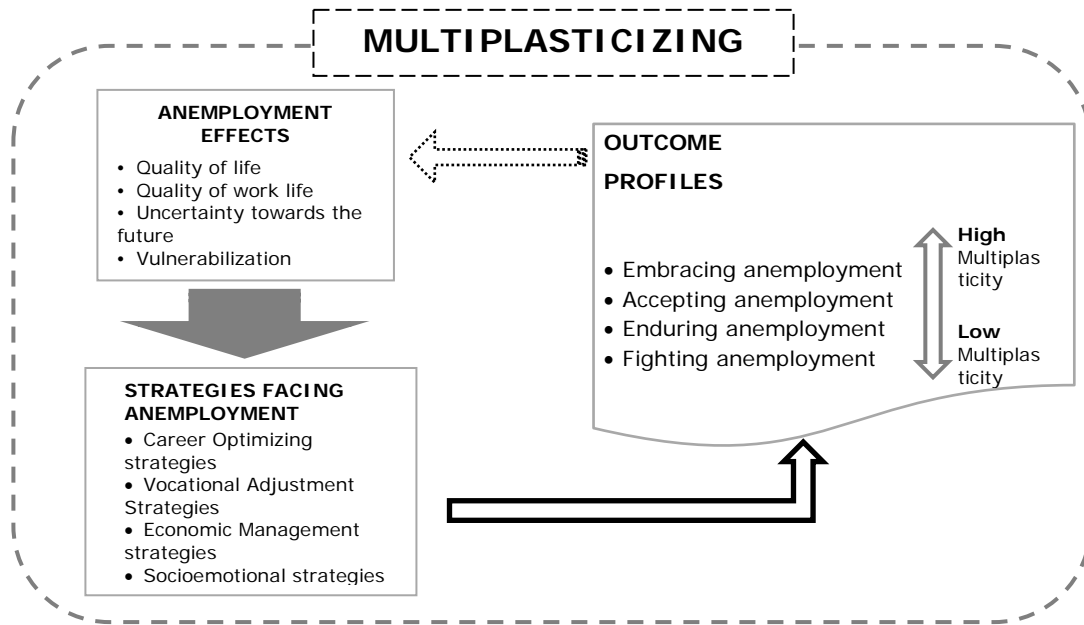 MULTIPLASTICIZING
ANEMPLOYMENT
EFFECTS
• Quality of life
• Quality of work life
• Uncertainty towards the
future
• Vulnerabilization
STRATEGIES FACING
ANEMPLOYMENT
• Career Optimizing
strategies
• Vocational Adjustment
Strategies
• Economic Management
strategies
• Socioemotional strategies
OUTCOME
PROFILES
• Embracing anemployment
• Accepting anemployment
• Enduring anemployment
• Fighting anemployment
High
Multiplas
ticity
Low
Multiplas
ticity